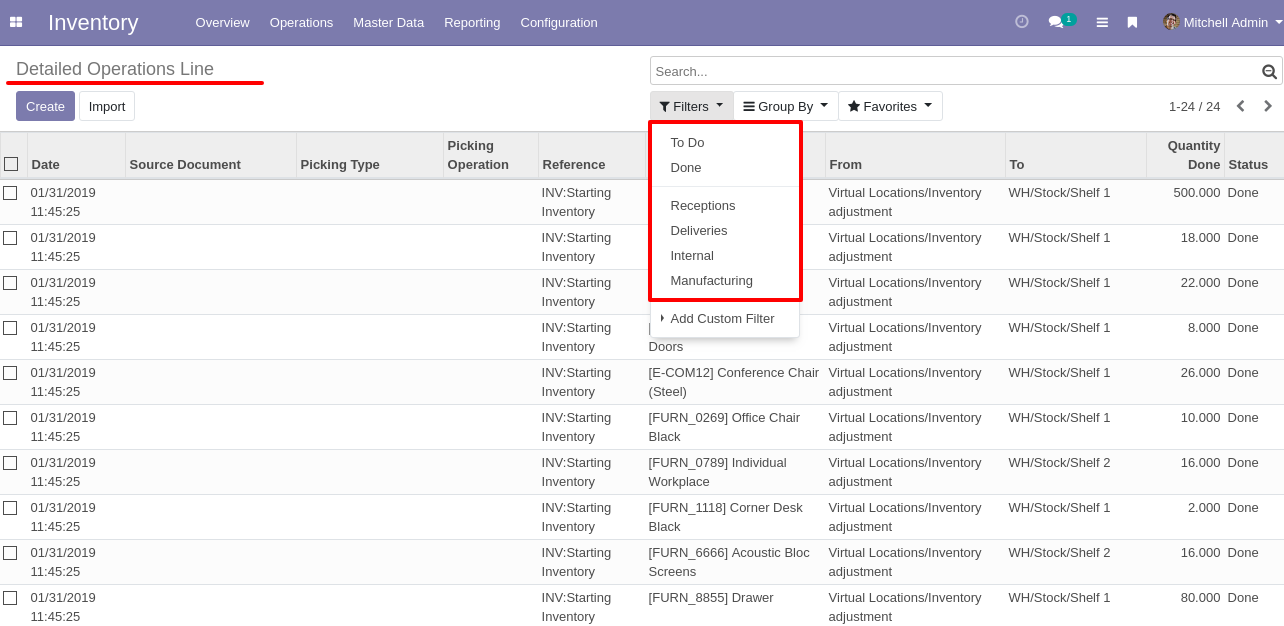 Inventory Overview Operations Master Data Reporting Configuration 1 Mitchell Admin
Detailed Operations Line
Search...
Create Import Filters Group By Favorites 1-24 / 24
To Do
Done
Receptions
Deliveries
Internal
Manufacturing
Add Custom Filter
Date Source Document Picking Type Picking Operation Reference From To Quantity Done Status
01/31/2019 INV:Starting Virtual Locations/Inventory WH/Stock/Shelf 1 500.000 Done
11:45:25 Inventory adjustment
01/31/2019 INV:Starting Virtual Locations/Inventory WH/Stock/Shelf 1 18.000 Done
11:45:25 Inventory adjustment
01/31/2019 INV:Starting Virtual Locations/Inventory WH/Stock/Shelf 1 22.000 Done
11:45:25 Inventory adjustment
01/31/2019 INV:Starting Virtual Locations/Inventory WH/Stock/Shelf 1 8.000 Done
11:45:25 Inventory Doors adjustment
01/31/2019 INV:Starting [E-COM12] Conference Chair Virtual Locations/Inventory WH/Stock/Shelf 1 26.000 Done
11:45:25 Inventory (Steel) adjustment
01/31/2019 INV:Starting [FURN_0269] Office Chair Virtual Locations/Inventory WH/Stock/Shelf 1 10.000 Done
11:45:25 Inventory Black adjustment
01/31/2019 INV:Starting [FURN_0789] Individual Virtual Locations/Inventory WH/Stock/Shelf 2 16.000 Done
11:45:25 Inventory Workplace adjustment
01/31/2019 INV:Starting [FURN_1118] Corner Desk Virtual Locations/Inventory WH/Stock/Shelf 1 2.000 Done
11:45:25 Inventory Black adjustment
01/31/2019 INV:Starting [FURN_6666] Acoustic Bloc Virtual Locations/Inventory WH/Stock/Shelf 2 16.000 Done
11:45:25 Inventory Screens adjustment
01/31/2019 INV:Starting [FURN_8855] Drawer Virtual Locations/Inventory WH/Stock/Shelf 1 80.000 Done
11:45:25 Inventory adjustment